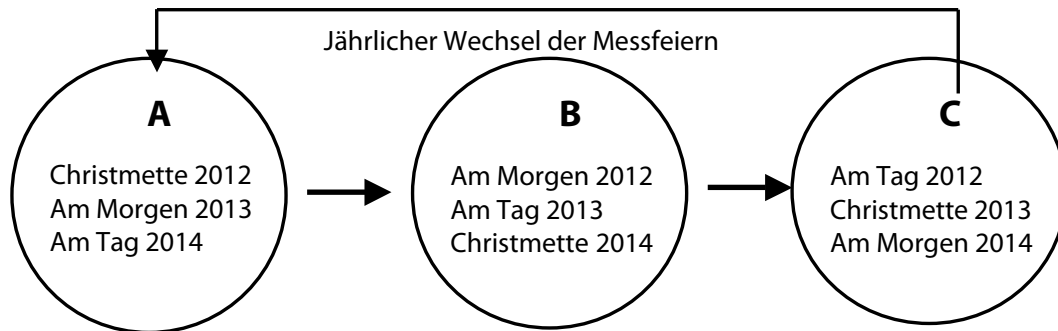 Jährlicher Wechsel der Messfeiern
A
Christmette 2012
Am Morgen 2013
Am Tag 2014
B
Am Morgen 2012
Am Tag 2013
Christmette 2014
C
Am Tag 2012
Christmette 2013
Am Morgen 2014